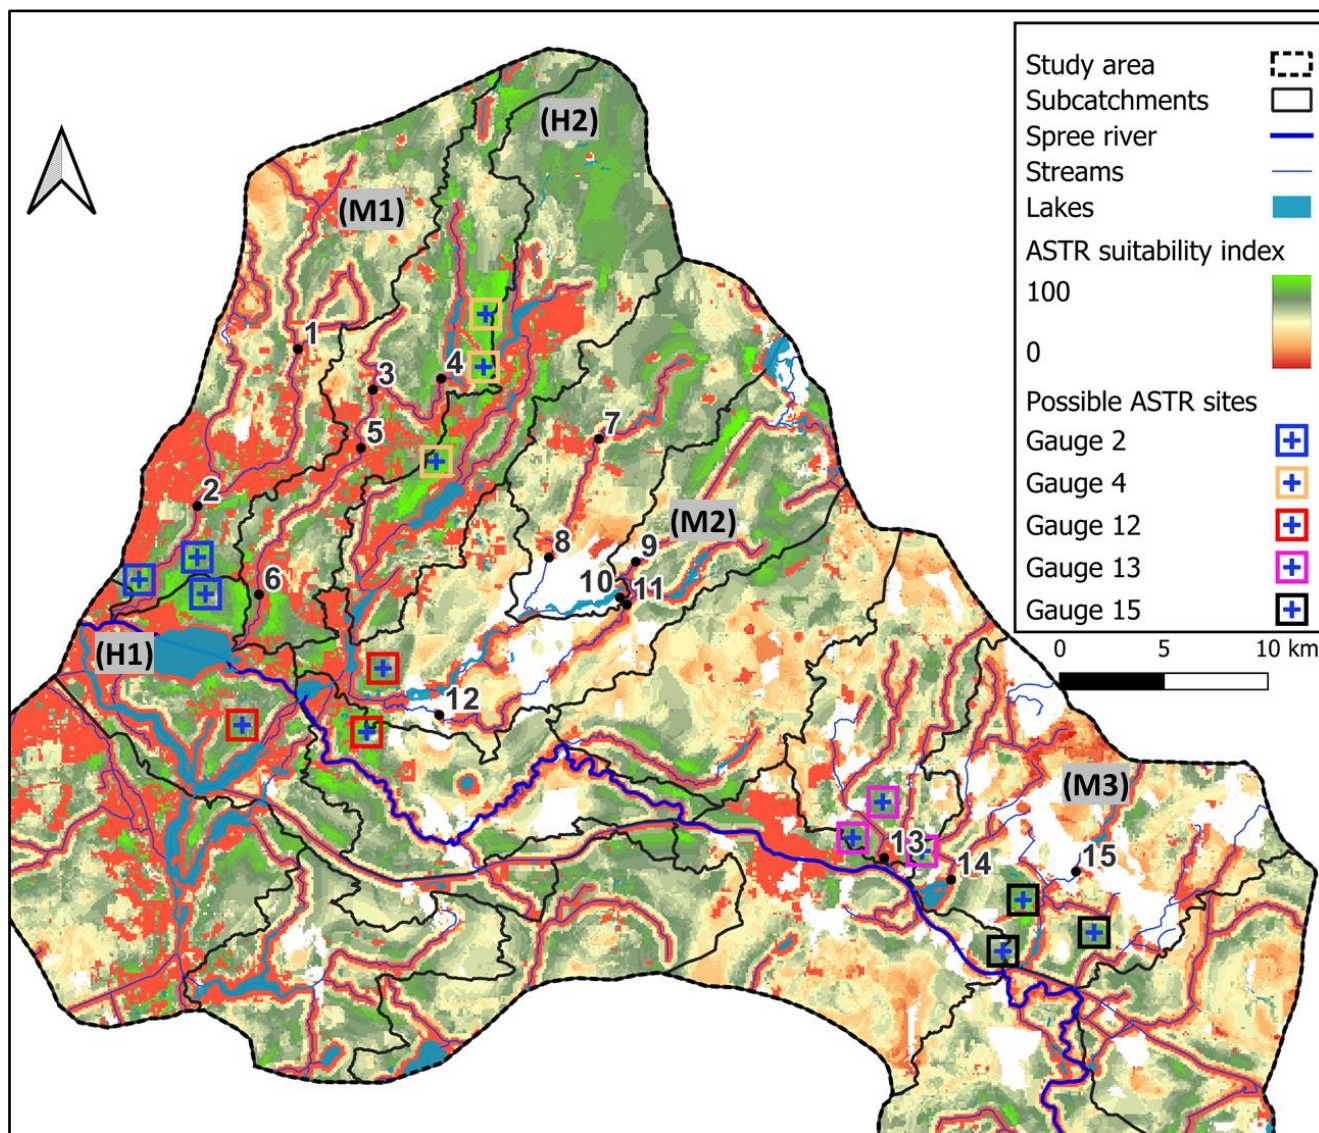 Study area
Subcatchments
Spree river
Streams
Lakes
ASTR suitability index
100
0
Possible ASTR sites
Gauge 2
Gauge 4
Gauge 12
Gauge 13
Gauge 15
0 5 10 km
(H2)
(M1)
1
3
4
5
7
2
(M2)
8
9
6
10
11
(H1)
12
(M3)
13
14
15